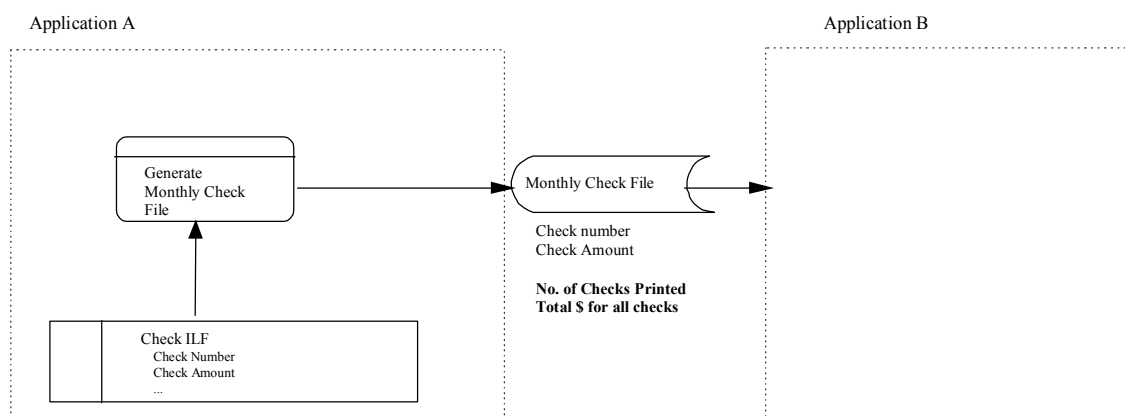 Application A
Application B
Generate
Monthly Check
File
Monthly Check File
Check number
Check Amount
No. of Checks Printed
Total $ for all checks
Check ILF
Check Number
Check Amount
...